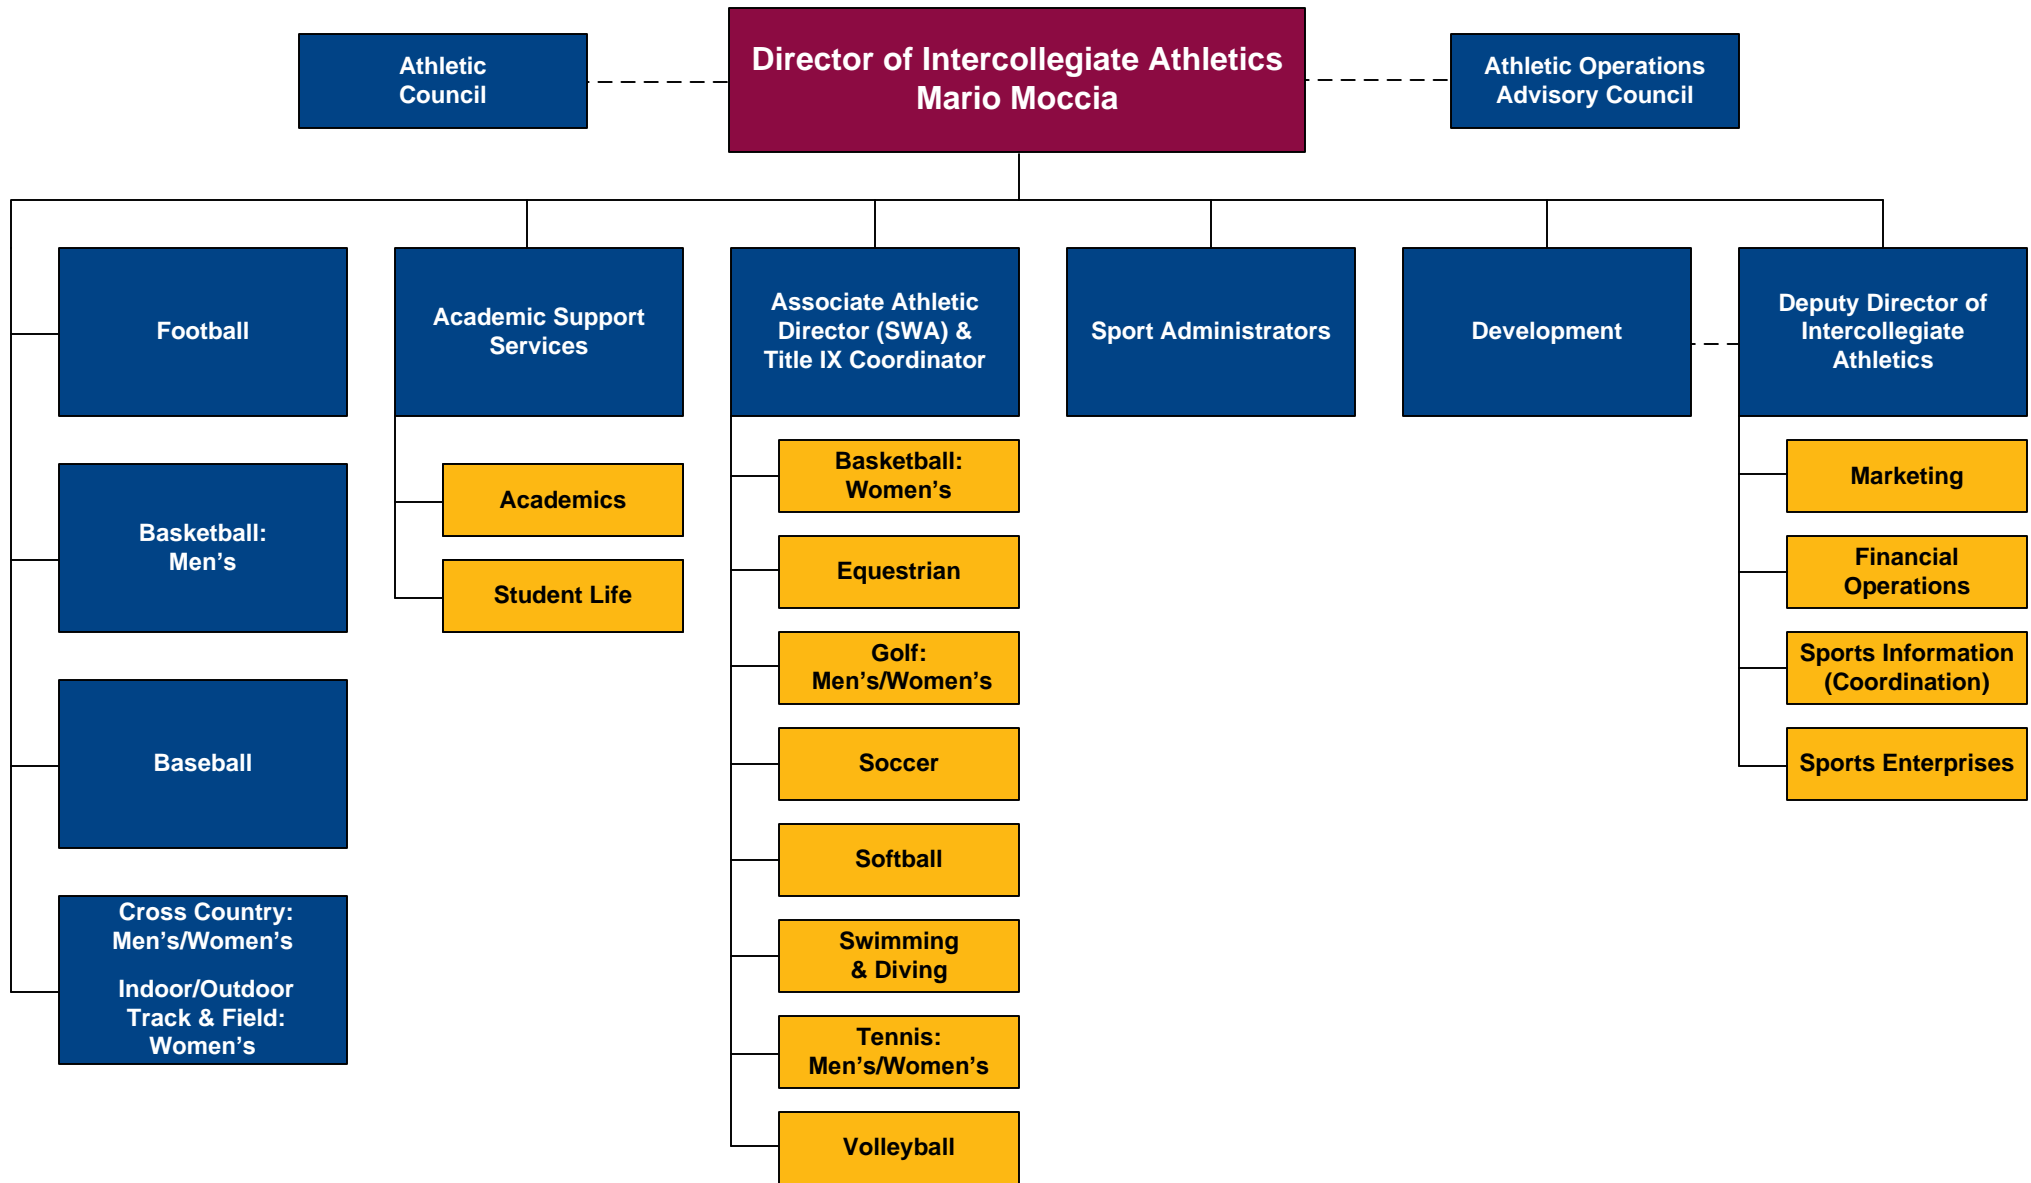 Athletic
Council
Director of Intercollegiate Athletics
Mario Moccia
Athletic Operations
Advisory Council
Football
Basketball:
Men’s
Baseball
Cross Country:
Men’s/Women’s
Indoor/Outdoor
Track & Field:
Women’s
Academic Support
Services
Academics
Student Life
Associate Athletic
Director (SWA) &
Title IX Coordinator
Basketball:
Women’s
Equestrian
Golf:
Men’s/Women’s
Soccer
Softball
Swimming
& Diving
Tennis:
Men’s/Women’s
Volleyball
Sport Administrators
Development
Deputy Director of
Intercollegiate
Athletics
Marketing
Financial
Operations
Sports Information
(Coordination)
Sports Enterprises